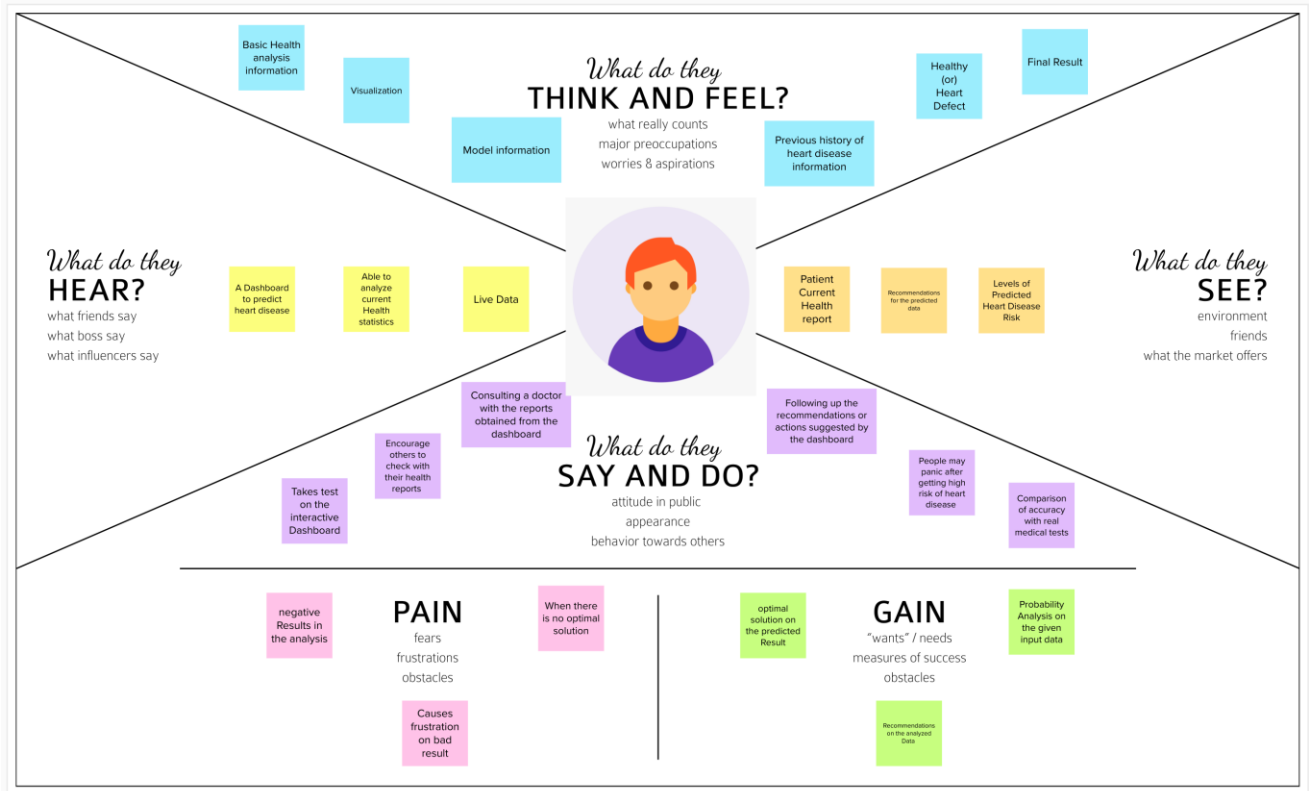 Basic Health
analysis
information
Visualization
Model information
What do they
THINK AND FEEL?
what really counts
major preoccupations
worries & aspirations
Previous history of
heart disease
information
Healthy
(or)
Heart
Defect
Final Result
What do they
HEAR?
what friends say
what boss say
what influencers say
A Dashboard
to predict
heart disease
Able to
analyze
current
Health
statistics
Live Data
Patient
Current
Health
report
Recommendations
for the predicted
data
Levels of
Predicted
Heart Disease
Risk
What do they
SEE?
environment
friends
what the market offers
Takes test
on the
interactive
Dashboard
Encourage
others to
check with
their health
reports
Consulting a doctor
with the reports
obtained from the
dashboard
What do they
SAY AND DO?
attitude in public
appearance
behavior towards others
Following up the
recommendations or
actions suggested by
the dashboard
People may
panic after
getting high
risk of heart
disease
Comparison
of accuracy
with real
medical tests
negative
Results in
the analysis
PAIN
fears
frustrations
obstacles
When there
is no optimal
solution
Causes
frustration
on bad
result
optimal
solution on
the predicted
Result
GAIN
"wants" / needs
measures of success
obstacles
Probability
Analysis on
the given
input data
Recommendations
on the analyzed
Data